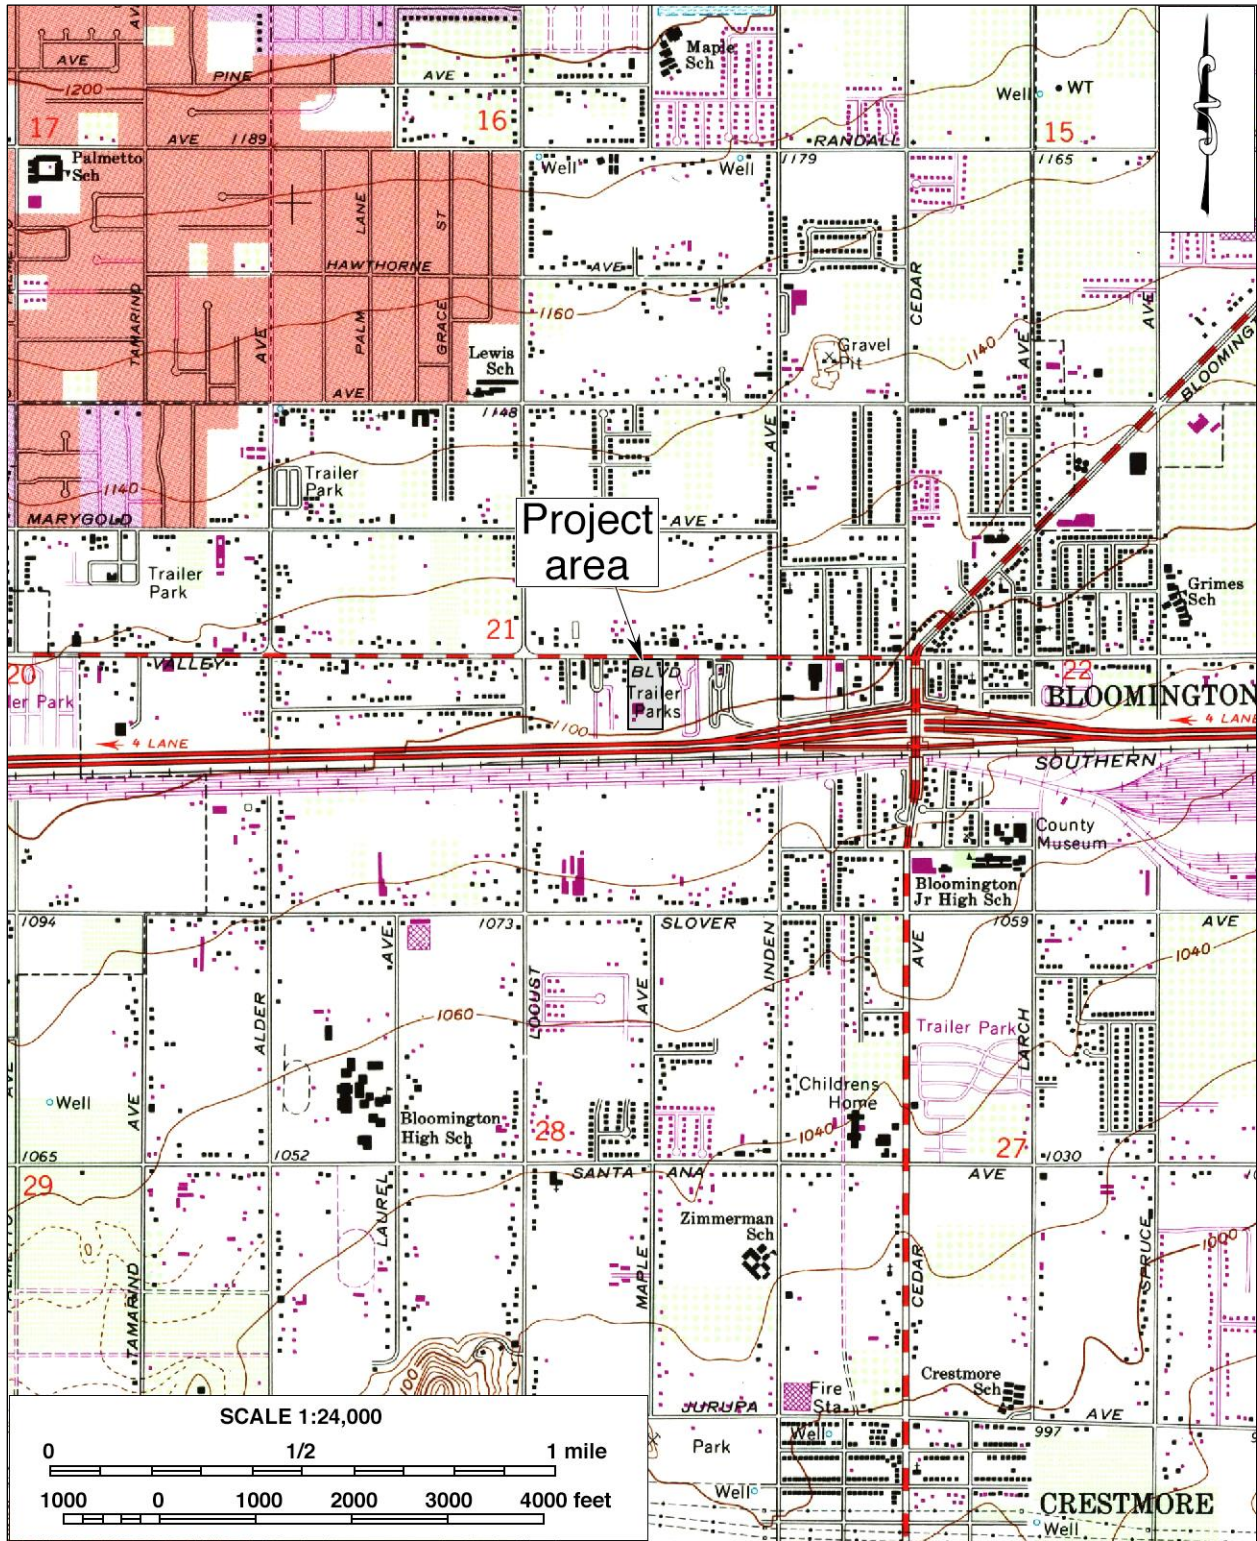 AVE
PINE
AVE
1200
17
16
15
Maple
Sch
Well
WT
AVE
1189
RANDALL
1179
1165
Palmetto
Sch
Well
Well
LANE
ST
HAWTHORNE
AVE
CEDAR
TAMARIND
AVE
PALM
GRACE
1160
AVE
AVE
Lewis
Sch
Gravel
Pit
1140
AVE
1148
AVE
BLOOMINGT
Trailer
Park
1140
MARYGOLD
AVE
Project
area
Trailer
Park
Grimes
Sch
21
20
VALLEY
BLVD
22
ler Park
Trailer
Parks
BLOOMINGTON
1100
4 LANE
4 LANE
SOUTHERN
County
Museum
Bloomington
Jr High Sch
1094
1073
SLOVER
1059
AVE
AVE
LINDEN
AVE
1040
ALDER
LOCUST
AVE
1060
Trailer Park
LARCH
AVE
Well
AVE
Childrens
Home
Bloomington
High Sch
28
1040
27
1065
1052
1030
29
SANTA ANA
AVE
LAUREL
Zimmerman
Sch
SPRUCE
1000
TAMARIND
MAPLE
CEDAR
Crestmore
Sch
Fire
Sta
JURUPA
AVE
997
Well
Park
Well
CRESTMORE
Well
SCALE 1:24,000
0 1/2 1 mile
1000 0 1000 2000 3000 4000 feet